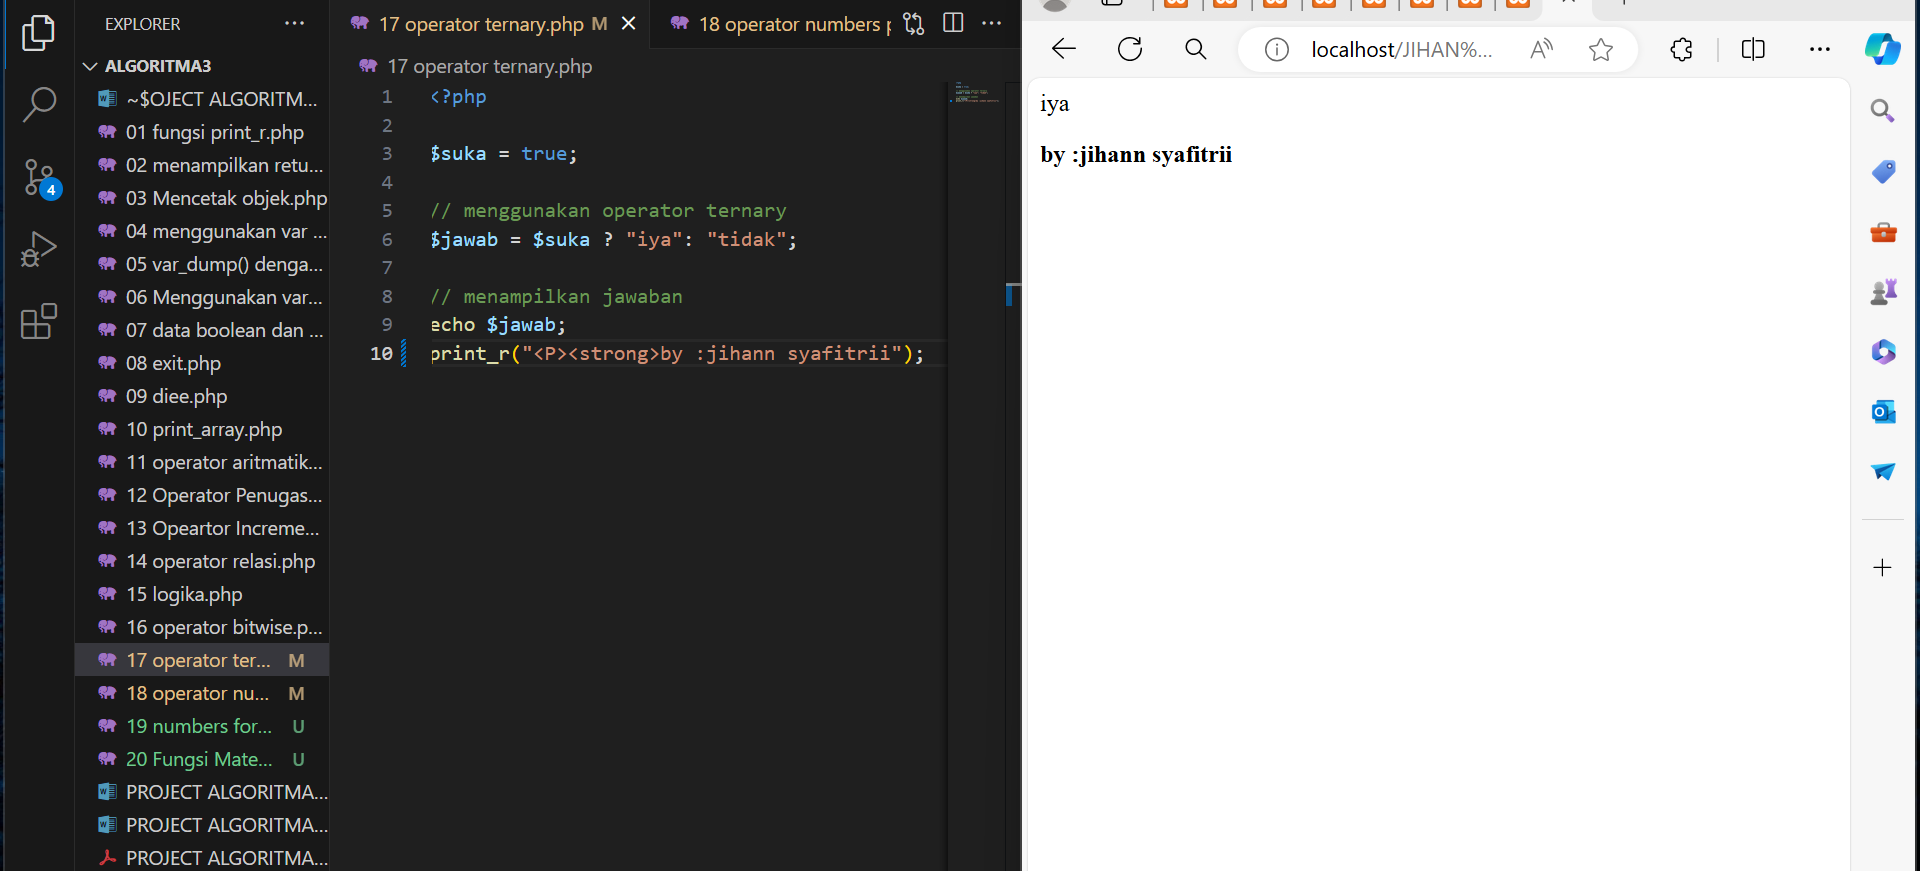 EXPLORER
ALGORITMA3
~$OJECT ALGORITM...
01 fungsi print_r.php
02 menampilkan retu...
03 Mencetak objek.php
04 menggunakan var ...
05 var_dump() denga...
06 Menggunakan var...
07 data boolean dan ...
08 exit.php
09 diee.php
10 print_array.php
11 operator aritmatik...
12 Operator Penugas...
13 Opeartor Increme...
14 operator relasi.php
15 logika.php
16 operator bitwise.p...
17 operator ter... M
18 operator nu... M
19 numbers for... U
20 Fungsi Mate... U
PROJECT ALGORITMA...
PROJECT ALGORITMA...
PROJECT ALGORITMA...
4
17 operator ternary.php M
18 operator numbers
17 operator ternary.php
1 <?php
2
3 $suka = true;
4
5 // menggunakan operator ternary
6 $jawab = $suka ? "iya": "tidak";
7
8 // menampilkan jawaban
9 echo $jawab;
10 print_r("<P><strong>by :jihann syafitrii");
localhost/JIHAN%...
iya
by :jihann syafitrii